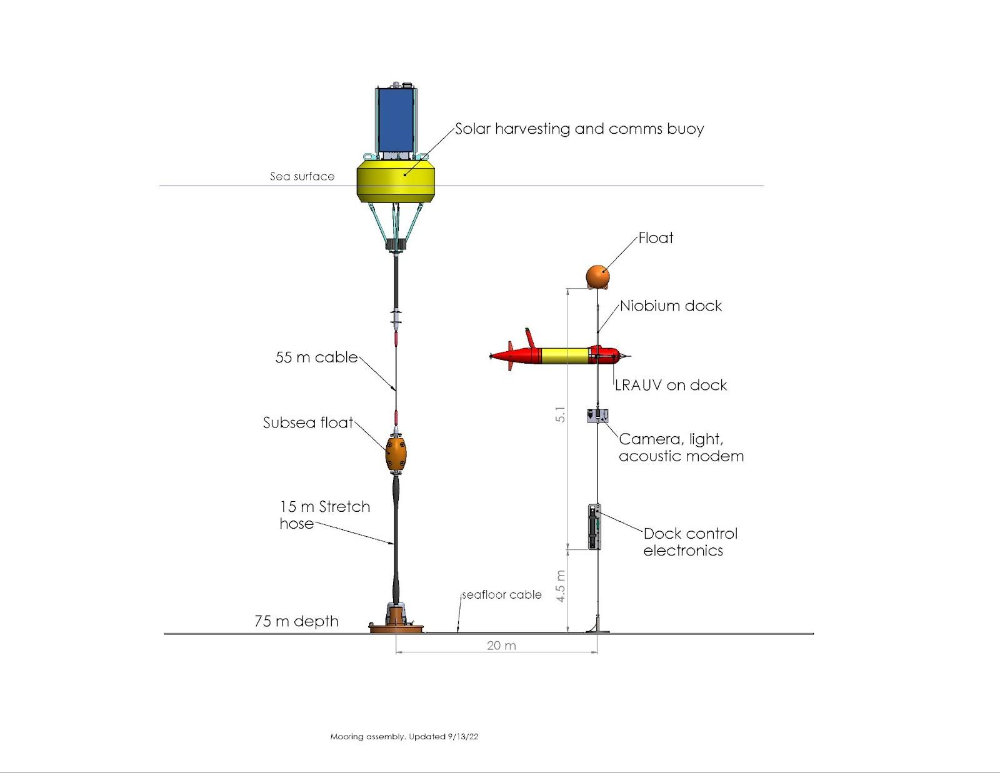 Solar harvesting and comms buoy
Sea surface
Float
Niobium dock
55 m cable
LRAUV on dock
5.1
Subsea float
Camera, light,
acoustic modem
15 m Stretch
hose
Dock control
electronics
4.5 m
seafloor cable
75 m depth
20 m
Mooring assembly. Updated 9/13/22